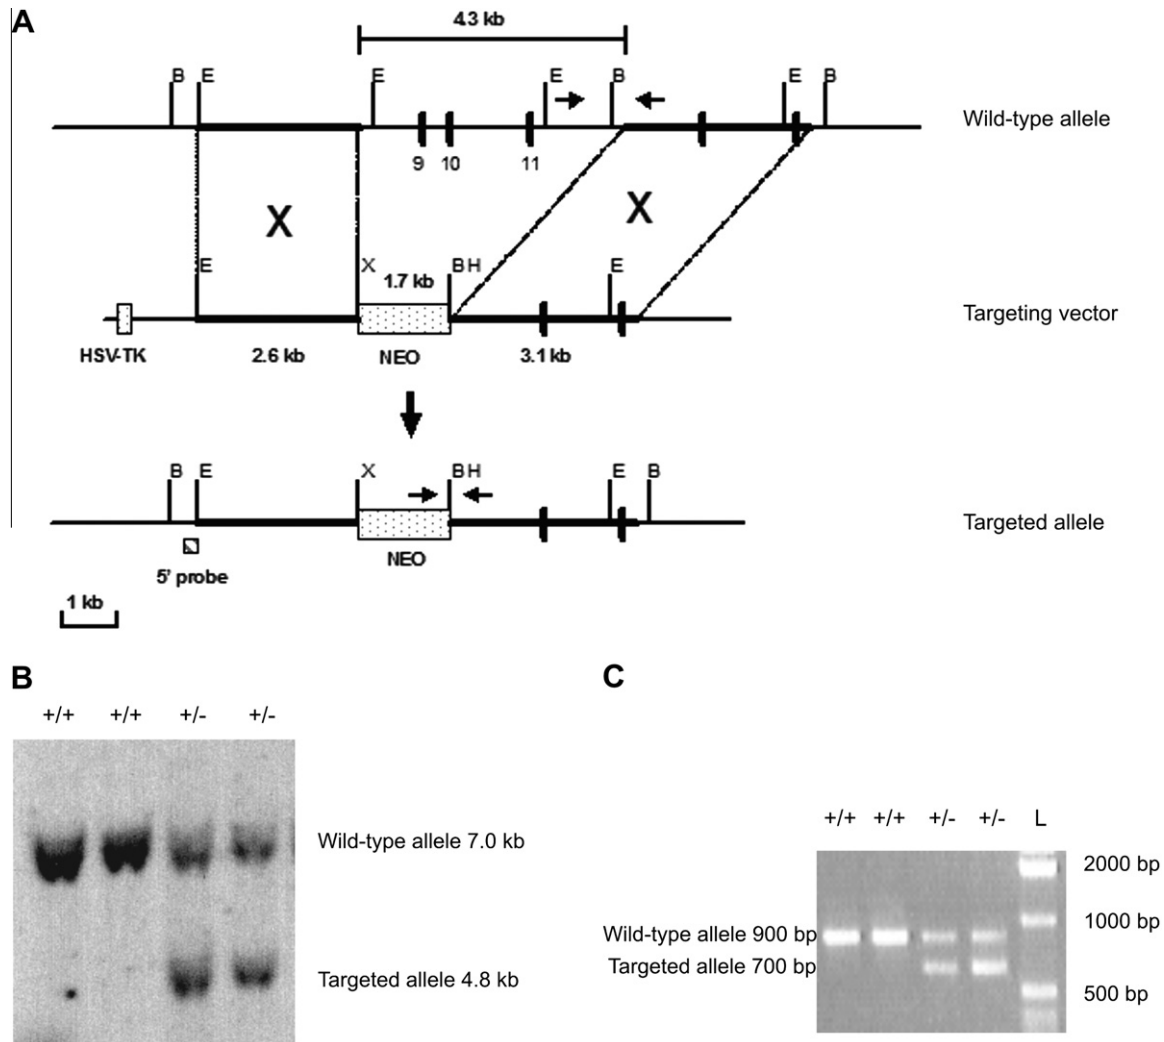 A
4.3 kb
B E E E B E B
9 10 11
Wild-type allele
X X
E X 1.7 kb B H E
Targeting vector
HSV-TK 2.6 kb NEO 3.1 kb
B E X B H E B
Targeted allele
NEO
5' probe
1 kb
B
+/+ +/+ +/- +/-
Wild-type allele 7.0 kb
Targeted allele 4.8 kb
C
+/+ +/+ +/- +/- L
2000 bp
1000 bp
Wild-type allele 900 bp
Targeted allele 700 bp
500 bp